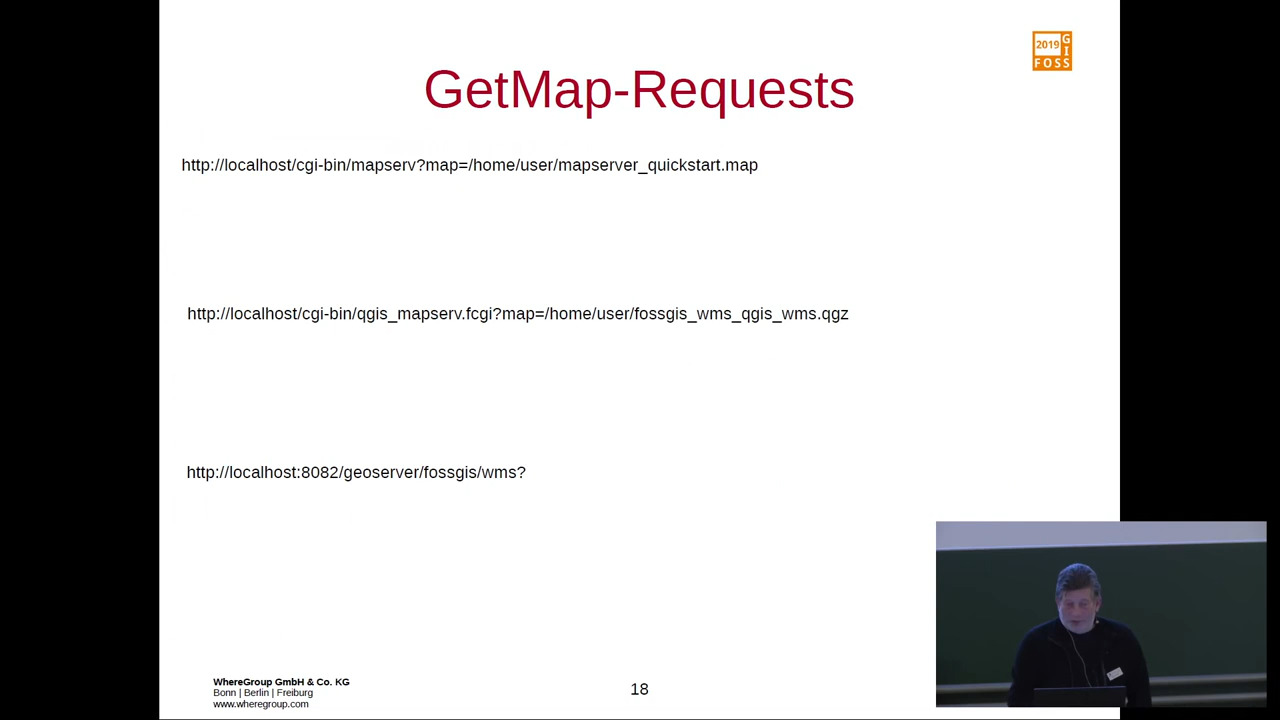 2019
GI
FOSS
GetMap-Requests
http://localhost/cgi-bin/mapserv?map=/home/user/mapserver_quickstart.map
http://localhost/cgi-bin/qgis_mapserv.fcgi?map=/home/user/fossgis_wms_qgis_wms.qgz
http://localhost:8082/geoserver/fossgis/wms?
WhereGroup GmbH & Co. KG
Bonn | Berlin | Freiburg
www.wheregroup.com
18